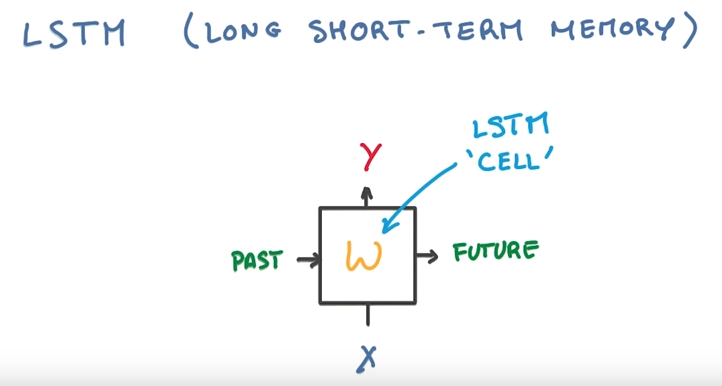 LSTM (LONG SHORT-TERM MEMORY)
LSTM
'CELL'
Y
PAST W FUTURE
X